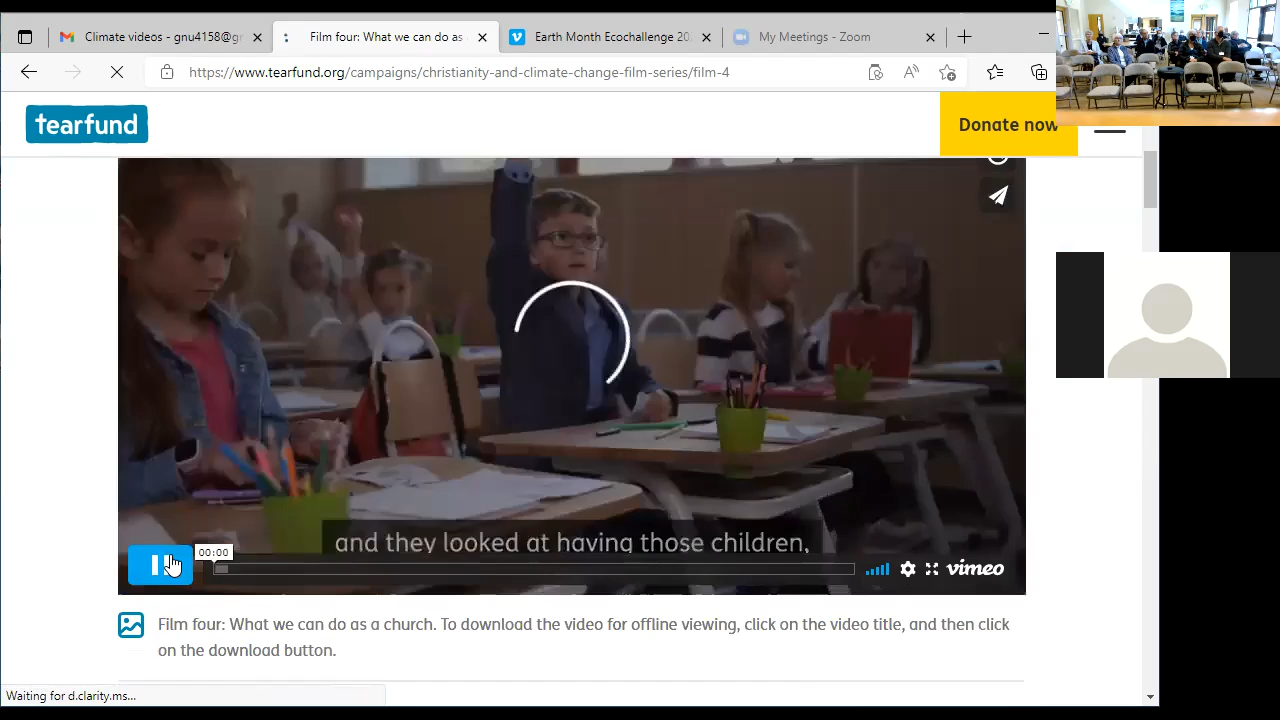 Climate videos - gnu4158@g
Film four: What we can do as
Earth Month Ecochallenge 20
My Meetings - Zoom
https://www.tearfund.org/campaigns/christianity-and-climate-change-film-series/film-4
tearfund
Donate now
and they looked at having those children,
00:00
vimeo
Film four: What we can do as a church. To download the video for offline viewing, click on the video title, and then click
on the download button.
Waiting for d.clarity.ms...